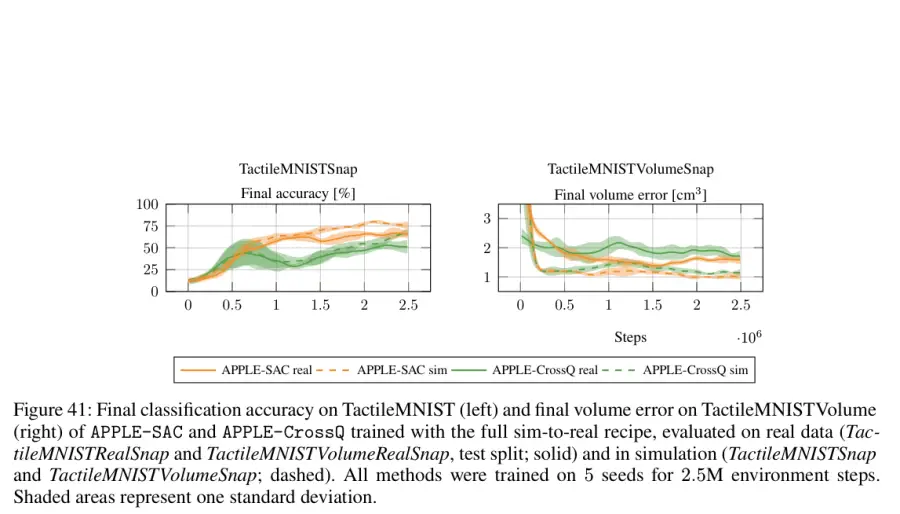 TactileMNISTSnap
Final accuracy [%]
100
75
50
25
0
0 0.5 1 1.5 2 2.5
TactileMNISTVolumeSnap
Final volume error [cm³]
3
2
1
0 0.5 1 1.5 2 2.5
Steps
·10⁶
APPLE-SAC real APPLE-SAC sim APPLE-CrossQ real APPLE-CrossQ sim
Figure 41: Final classification accuracy on TactileMNIST (left) and final volume error on TactileMNISTVolume
(right) of APPLE-SAC and APPLE-CrossQ trained with the full sim-to-real recipe, evaluated on real data (Tac-
tileMNISTRealSnap and TactileMNISTVolumeRealSnap, test split; solid) and in simulation (TactileMNISTSnap
and TactileMNISTVolumeSnap; dashed). All methods were trained on 5 seeds for 2.5M environment steps.
Shaded areas represent one standard deviation.